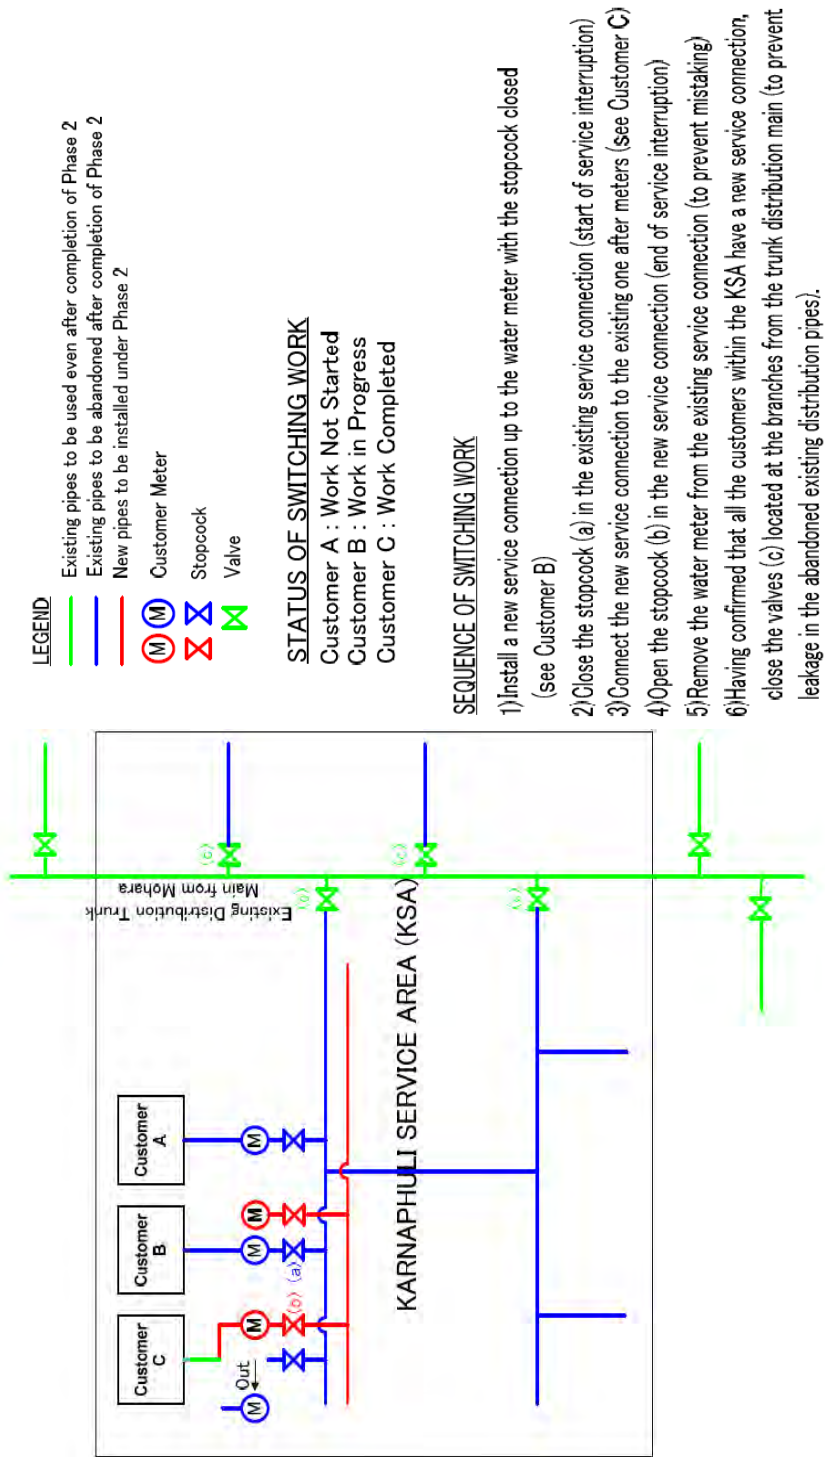 Customer
C
Customer
B
Customer
A
Out
M
M
M
M
M
(b)
(a)
Existing Distribution Trunk
Main from Mohara
(c)
(c)
KARNAPHULI SERVICE AREA (KSA)
LEGEND
Existing pipes to be used even after completion of Phase 2
Existing pipes to be abandoned after completion of Phase 2
New pipes to be installed under Phase 2
M M Customer Meter
Stopcock
Valve
STATUS OF SWITCHING WORK
Customer A : Work Not Started
Customer B : Work in Progress
Customer C : Work Completed
SEQUENCE OF SWITCHING WORK
1)Install a new service connection up to the water meter with the stopcock closed
(see Customer B)
2)Close the stopcock (a) in the existing service connection (start of service interruption)
3)Connect the new service connection to the existing one after meters (see Customer C)
4)Open the stopcock (b) in the new service connection (end of service interruption)
5)Remove the water meter from the existing service connection (to prevent mistaking)
6)Having confirmed that all the customers within the KSA have a new service connection,
close the valves (c) located at the branches from the trunk distribution main (to prevent
leakage in the abandoned existing distribution pipes).